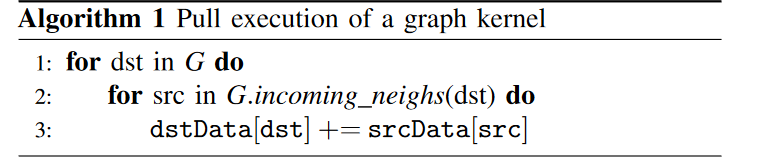 Algorithm 1 Pull execution of a graph kernel
1: for dst in G do
2: for src in G.incoming_neighs(dst) do
3: dstData[dst] += srcData[src]